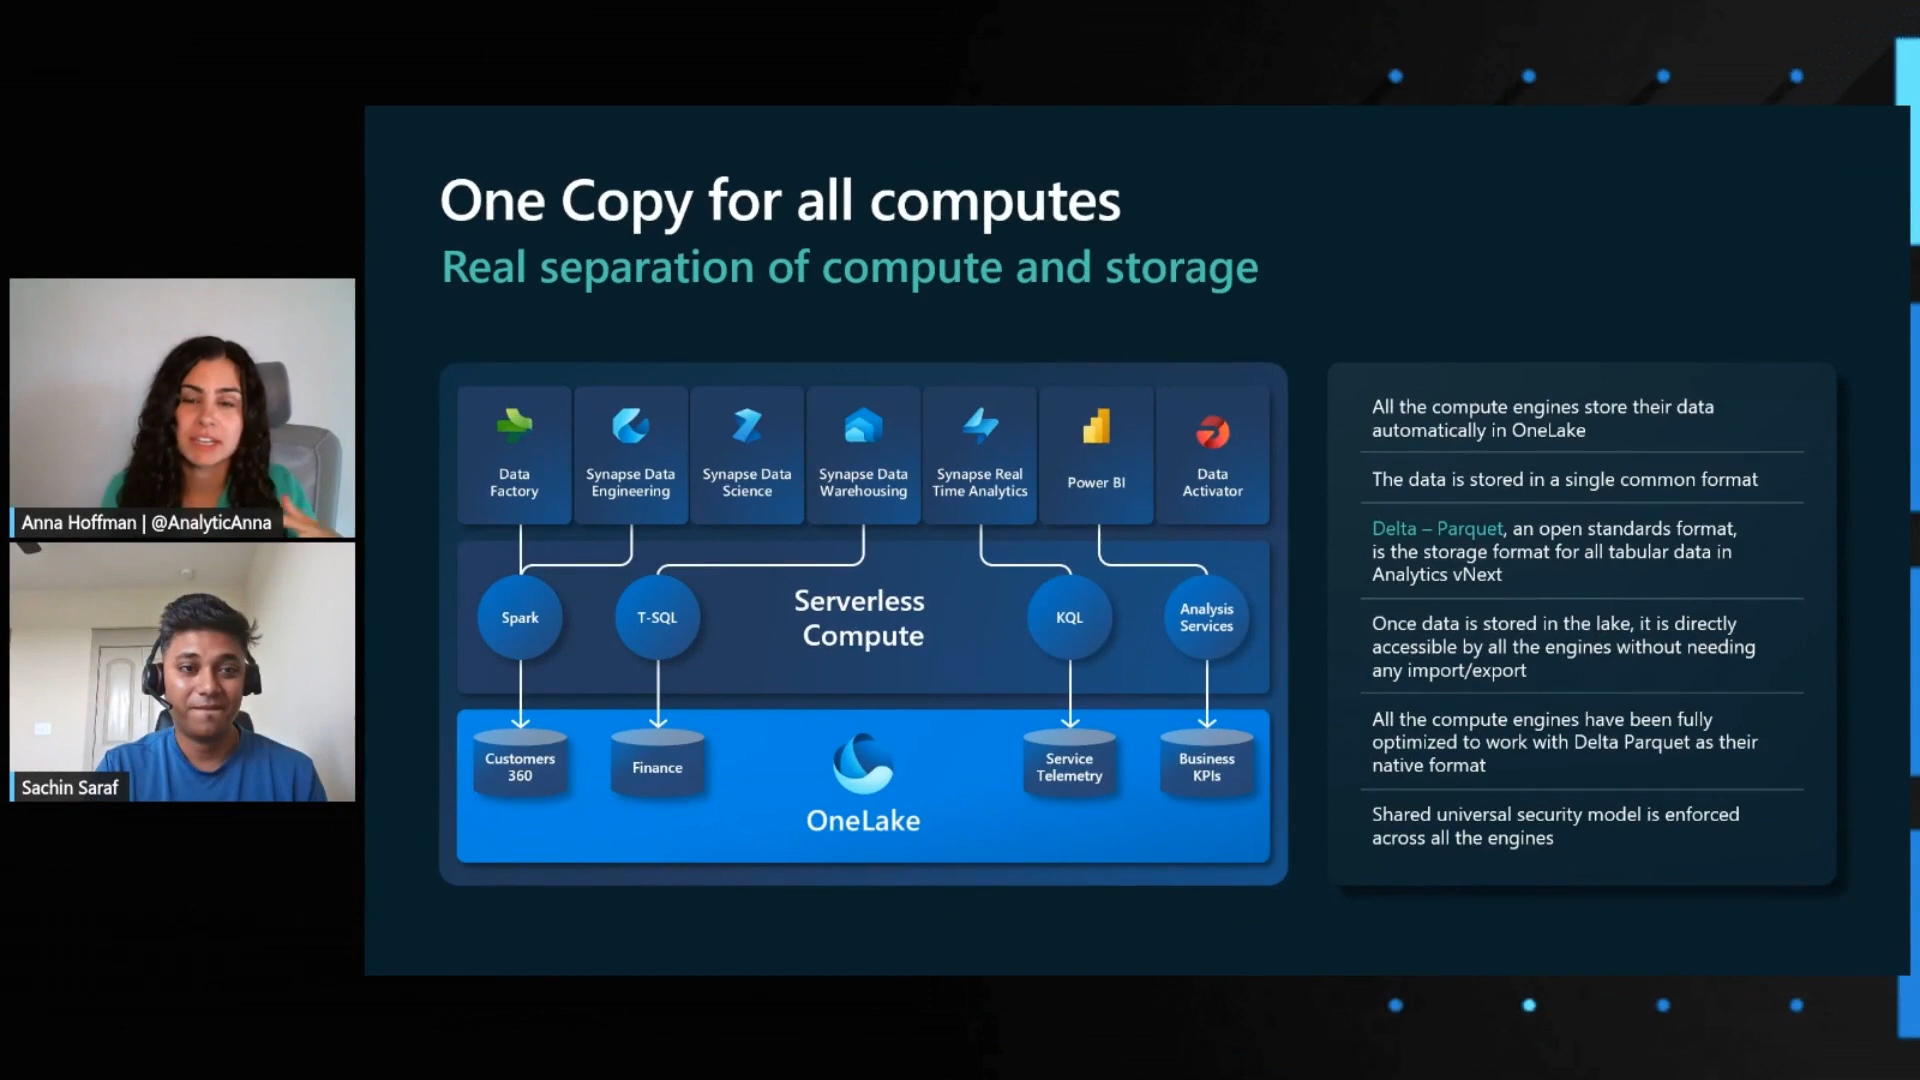 One Copy for all computes
Real separation of compute and storage
Data
Factory
Synapse Data
Engineering
Synapse Data
Science
Synapse Data
Warehousing
Synapse Real
Time Analytics
Power BI
Data
Activator
Spark
T-SQL
Serverless
Compute
KQL
Analysis
Services
Customers
360
Finance
OneLake
Service
Telemetry
Business
KPIs
All the compute engines store their data
automatically in OneLake
The data is stored in a single common format
Delta – Parquet, an open standards format,
is the storage format for all tabular data in
Analytics vNext
Once data is stored in the lake, it is directly
accessible by all the engines without needing
any import/export
All the compute engines have been fully
optimized to work with Delta Parquet as their
native format
Shared universal security model is enforced
across all the engines
Anna Hoffman | @AnalyticAnna
Sachin Saraf